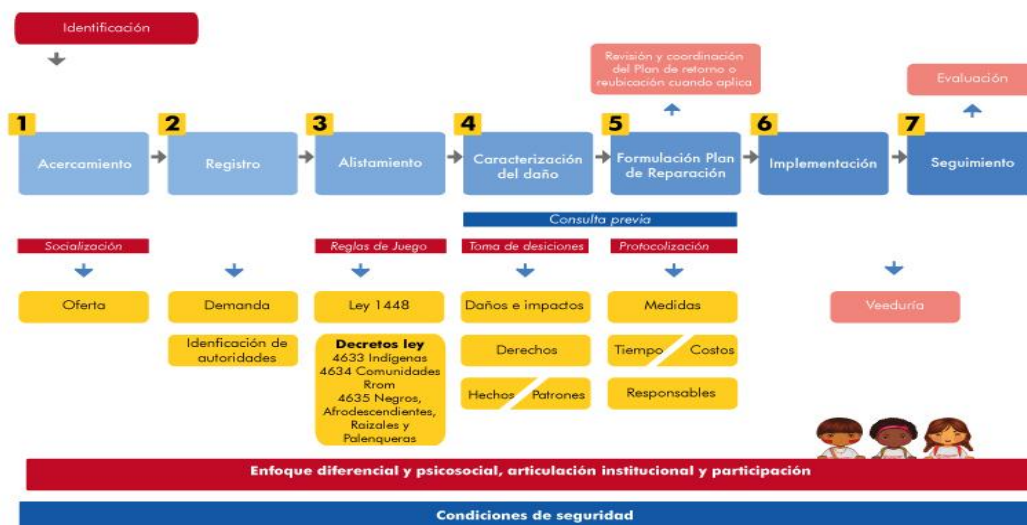 Identificación
Revisión y coordinación
del Plan de retorno o
reubicación cuando aplica
Evaluación
1
Acercamiento
2
Registro
3
Alistamiento
4
Caracterización
del daño
5
Formulación Plan
de Reparación
6
Implementación
7
Seguimiento
Consulta previa
Socialización
Reglas de Juego
Toma de desiciones
Protocolización
Oferta
Demanda
Idenficación de
autoridades
Ley 1448
Decretos ley
4633 Indígenas
4634 Comunidades
Rrom
4635 Negros,
Afrodescendientes,
Raizales y
Palenqueras
Daños e impactos
Derechos
Hechos
Patrones
Medidas
Tiempo
Costos
Responsables
Veeduría
Enfoque diferencial y psicosocial, articulación institucional y participación
Condiciones de seguridad